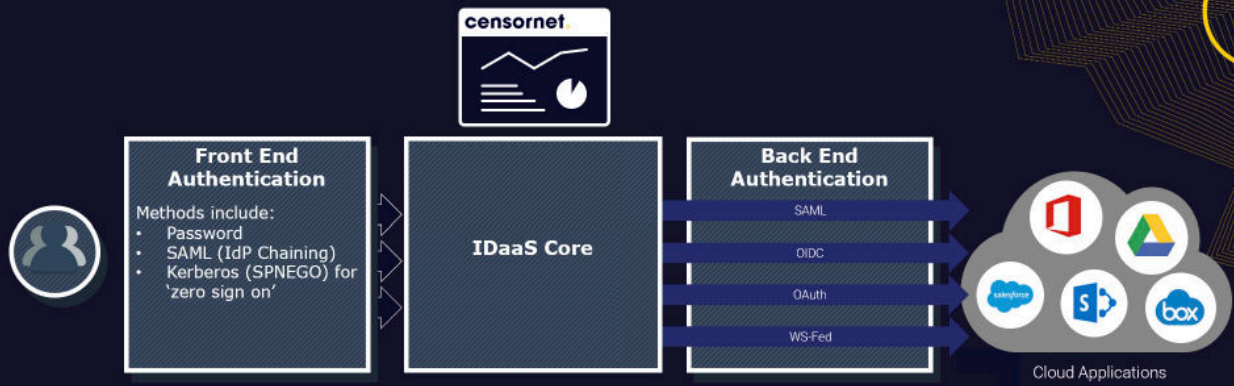 censornet.
Front End
Authentication
Methods include:
• Password
• SAML (IdP Chaining)
• Kerberos (SPNEGO) for
‘zero sign on’
IDaaS Core
Back End
Authentication
SAML
OIDC
OAuth
WS-Fed
salesforce
S
box
Cloud Applications